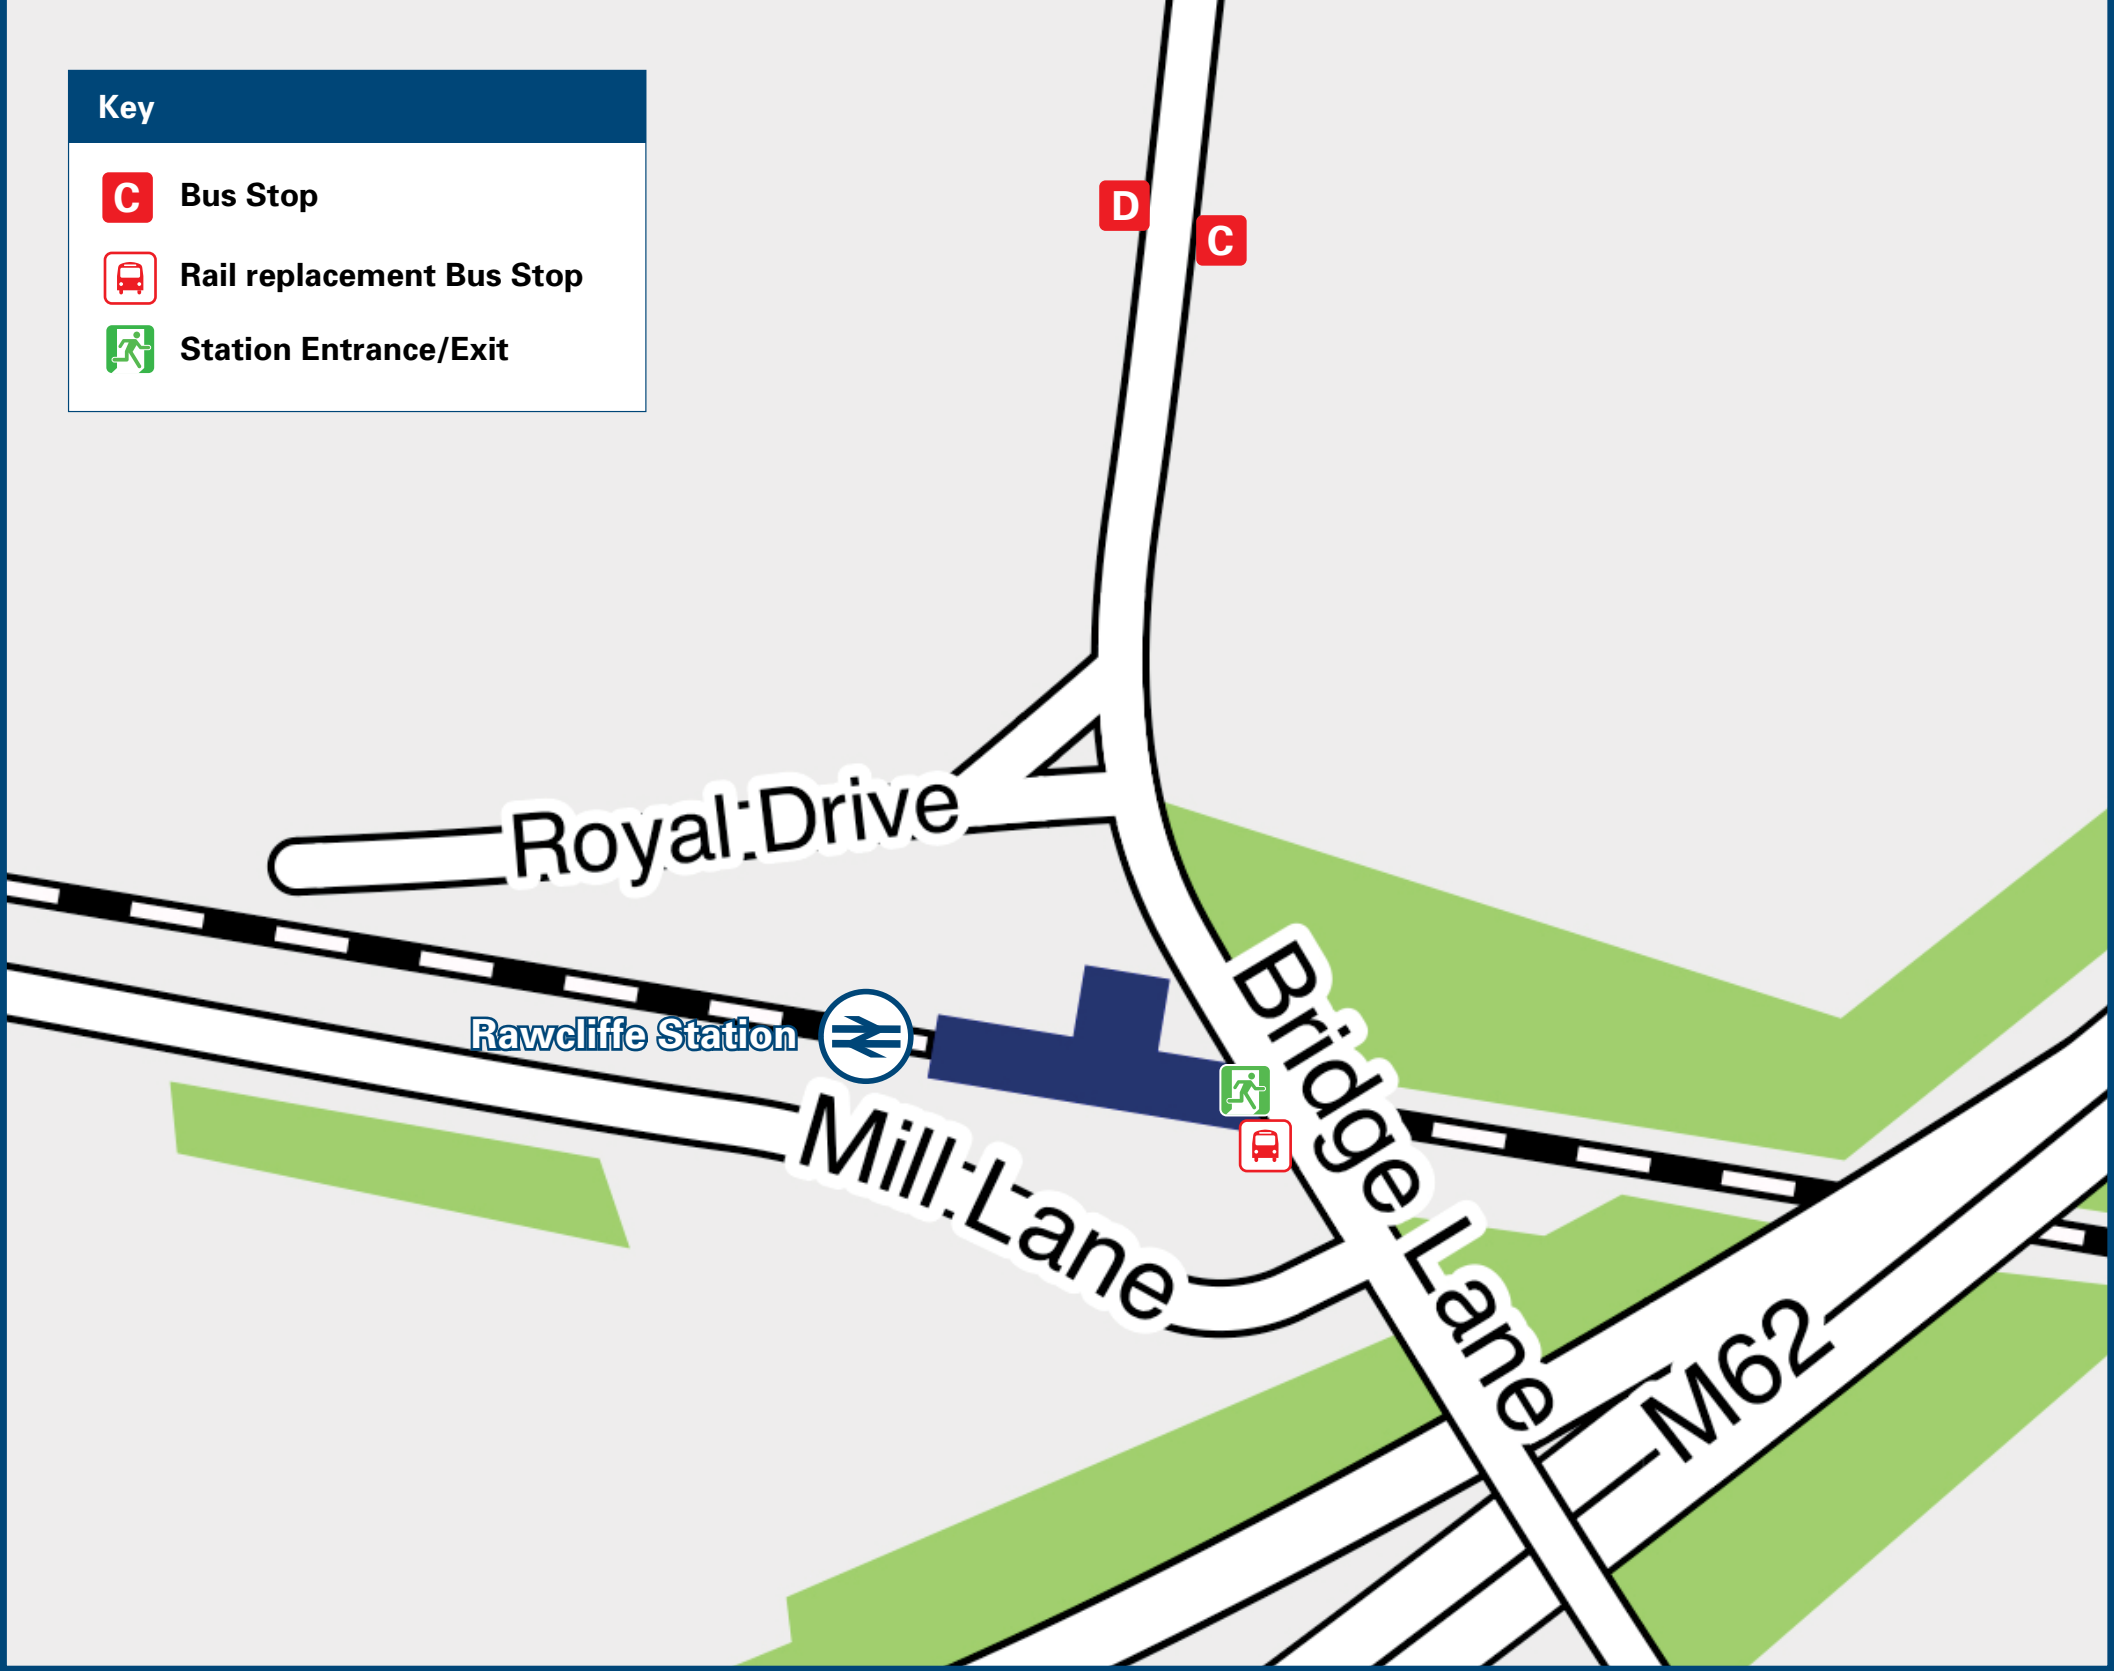 Key
C Bus Stop
Rail replacement Bus Stop
Station Entrance/Exit
D
C
Royal Drive
Rawcliffe Station
Mill Lane
Bridge Lane
M62